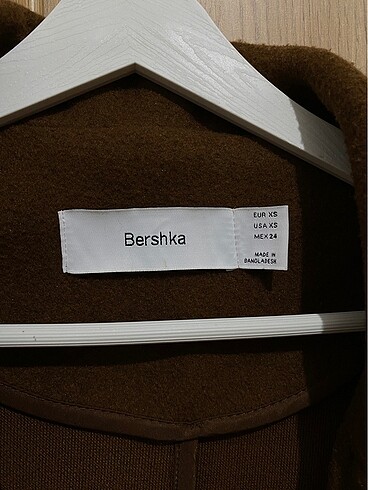 Bershka
EUR XS
USA XS
MEX 24
MADE IN
BANGLADESH